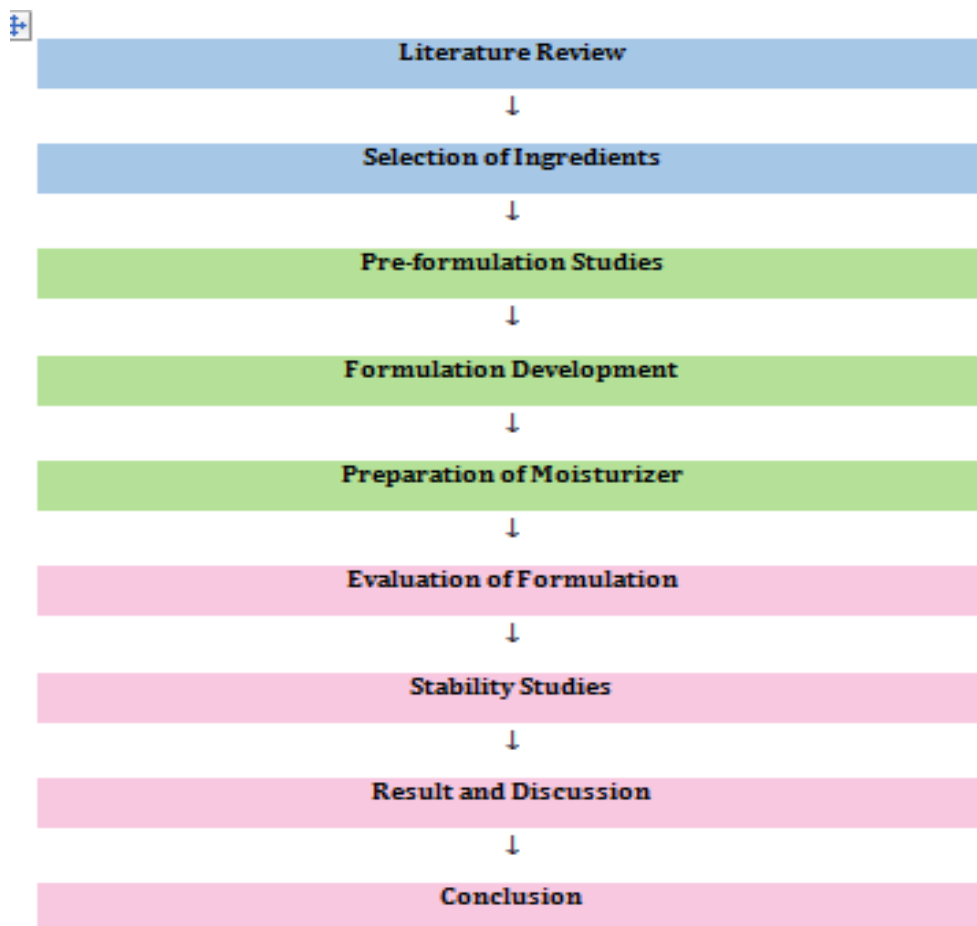 Literature Review
↓
Selection of Ingredients
↓
Pre-formulation Studies
↓
Formulation Development
↓
Preparation of Moisturizer
↓
Evaluation of Formulation
↓
Stability Studies
↓
Result and Discussion
↓
Conclusion